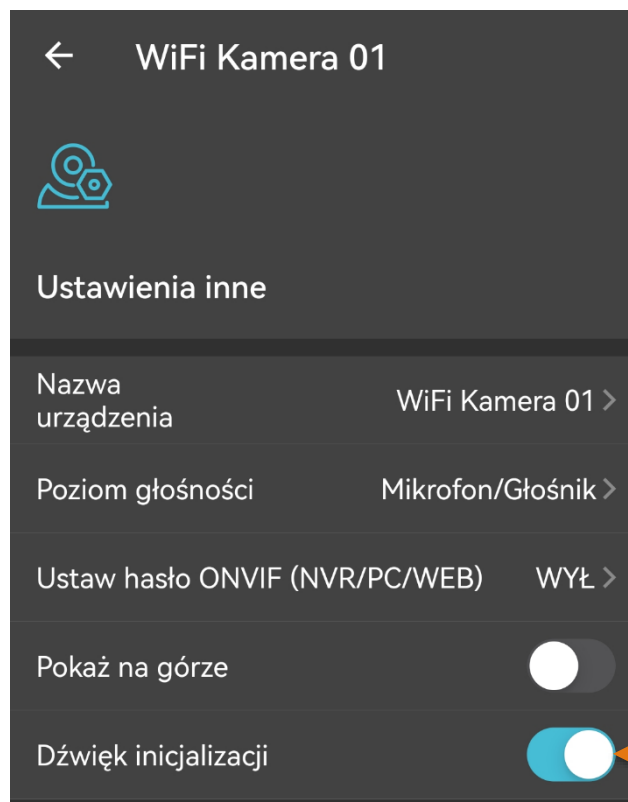 WiFi Kamera 01
Ustawienia inne
Nazwa
urządzenia
WiFi Kamera 01
Poziom głośności Mikrofon/Głośnik
Ustaw hasło ONVIF (NVR/PC/WEB) WYŁ
Pokaż na górze
Dźwięk inicjalizacji